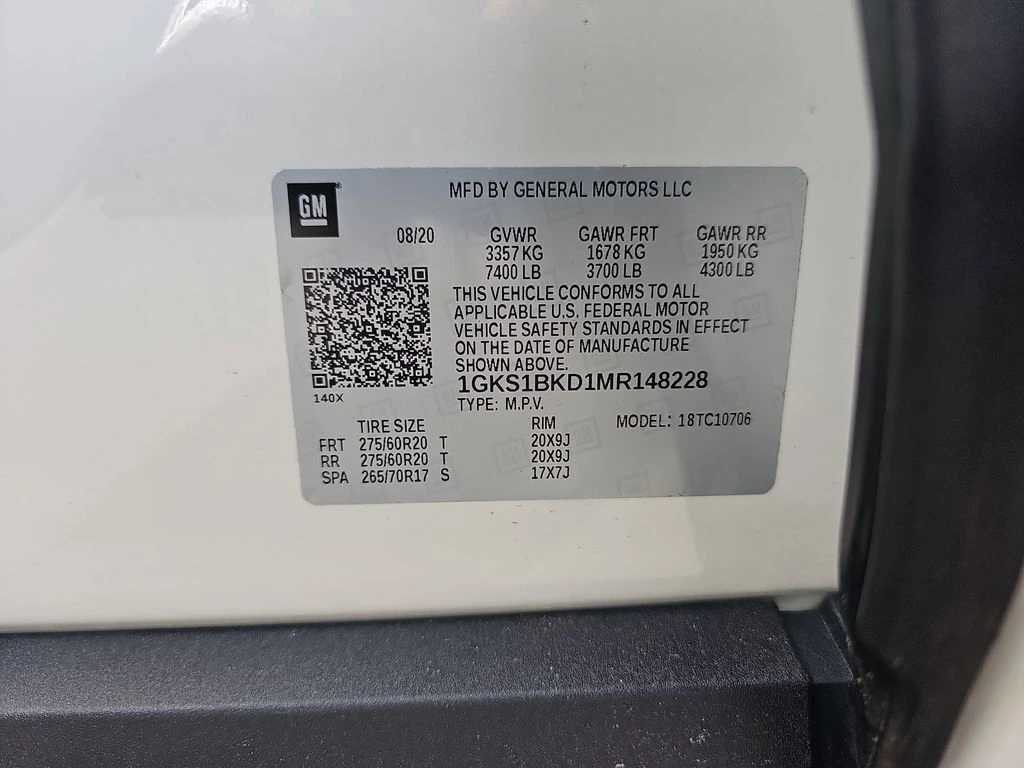 GM
MFD BY GENERAL MOTORS LLC
08/20 GVWR GAWR FRT GAWR RR
3357 KG 1678 KG 1950 KG
7400 LB 3700 LB 4300 LB
THIS VEHICLE CONFORMS TO ALL
APPLICABLE U.S. FEDERAL MOTOR
VEHICLE SAFETY STANDARDS IN EFFECT
ON THE DATE OF MANUFACTURE
SHOWN ABOVE.
1GKS1BKD1MR148228
140X
TYPE: M.P.V.
TIRE SIZE RIM MODEL: 18TC10706
FRT 275/60R20 T 20X9J
RR 275/60R20 T 20X9J
SPA 265/70R17 S 17X7J